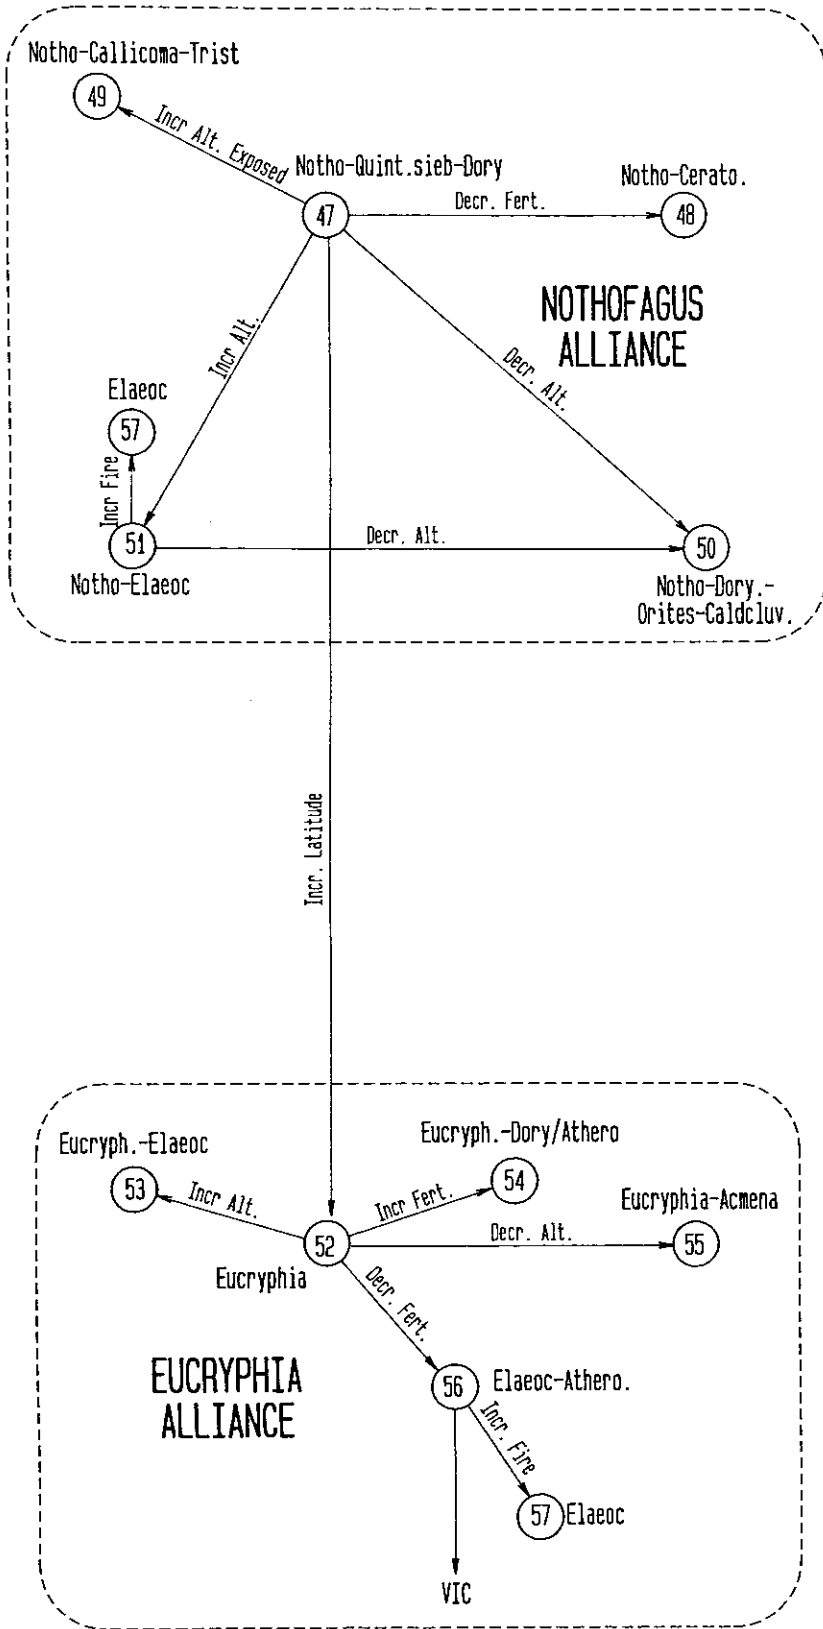 Notho-Callicoma-Trist
49
Incr Alt. Exposed
Notho-Quint.sieb-Dory
47
Decr. Fert.
Notho-Cerato.
48
NOTHOFAGUS
ALLIANCE
Incr Alt.
Decr. Alt.
Elaeoc
57
Incr Fire
51
Notho-Elaeoc
Decr. Alt.
50
Notho-Dory.-
Orites-Caldcluv.
Incr. Latitude
Eucryph.-Elaeoc
53
Incr Alt.
Eucryph.-Dory/Athero
54
Incr Fert.
Eucryphia-Acmena
55
Decr. Alt.
52
Eucryphia
Decr. Fert.
EUCRYPHIA
ALLIANCE
56
Elaeoc-Athero.
Incr. Fire
57
Elaeoc
VIC